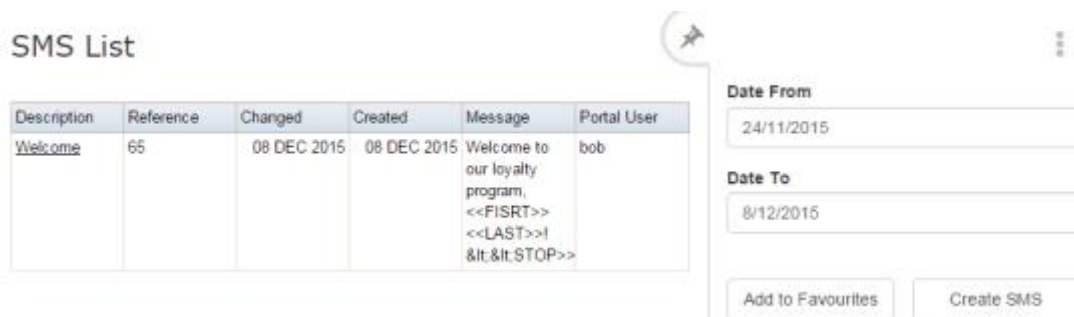 SMS List
Description Reference Changed Created Message Portal User
Welcome 65 08 DEC 2015 08 DEC 2015 Welcome to bob
our loyalty
program,
<<FISRT>>
<<LAST>>!
&lt;&lt;STOP>>
Date From
24/11/2015
Date To
8/12/2015
Add to Favourites Create SMS